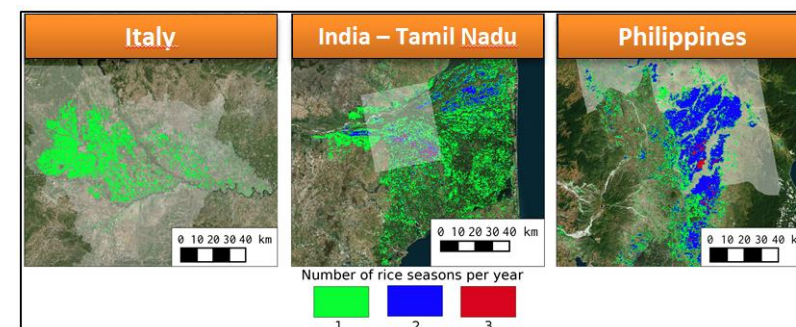 Italy
India – Tamil Nadu
Philippines
0 10 20 30 40 km
0 10 20 30 40 km
0 10 20 30 40 k
Number of rice seasons per year
1 2 3